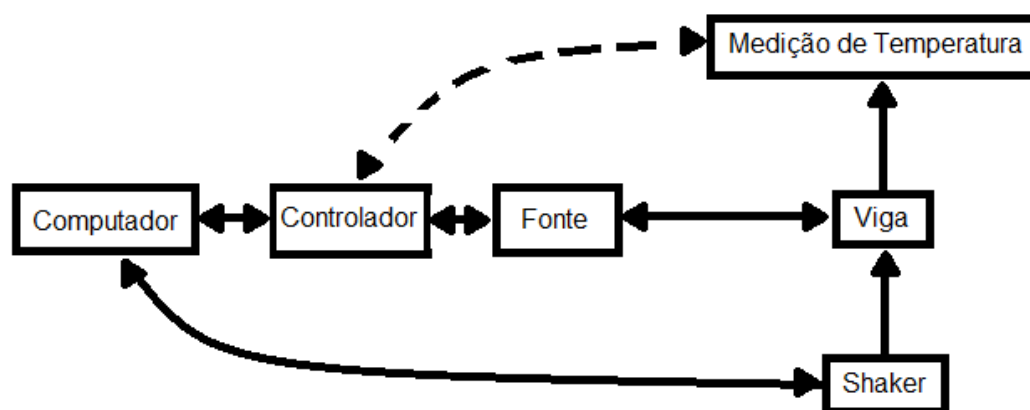 Medição de Temperatura
Computador
Controlador
Fonte
Viga
Shaker